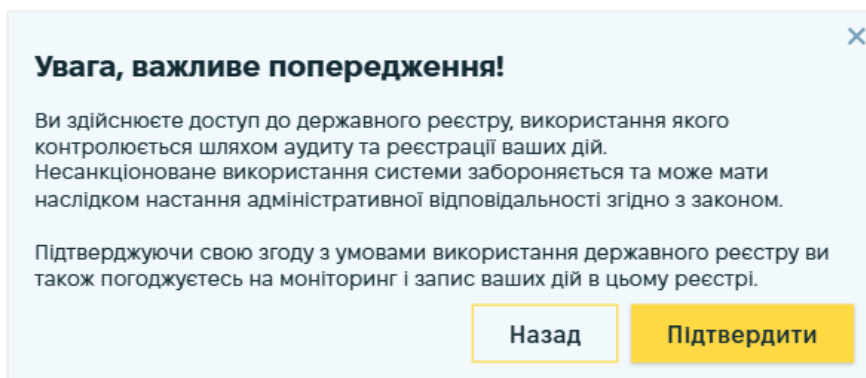 Увага, важливе попередження!
Ви здійснюєте доступ до державного реєстру, використання якого
контролюється шляхом аудиту та реєстрації ваших дій.
Несанкціоноване використання системи забороняється та може мати
наслідком настання адміністративної відповідальності згідно з законом.
Підтверджуючи свою згоду з умовами використання державного реєстру ви
також погоджуєтесь на моніторинг і запис ваших дій в цьому реєстрі.
Назад
Підтвердити